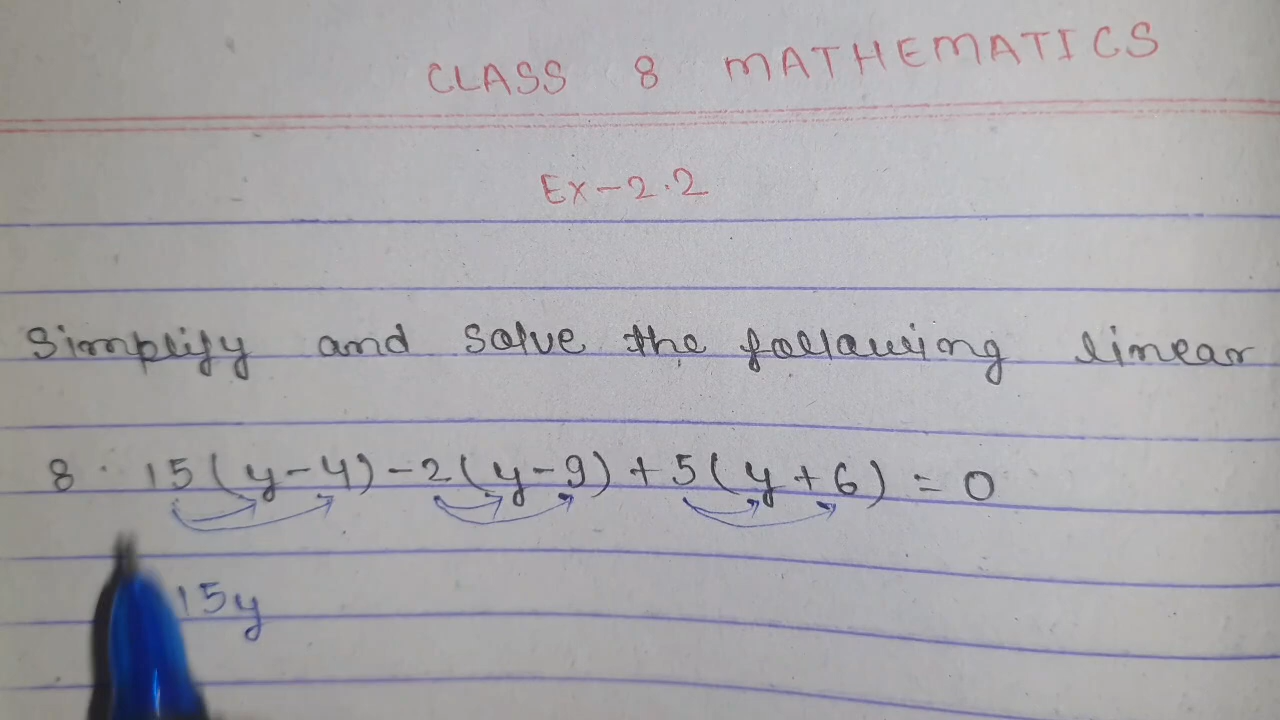 CLASS 8 MATHEMATICS
Ex-2.2
Simplify and solve the following linear
8. 15(y-4)-2(y-9)+5(y+6)=0
15y